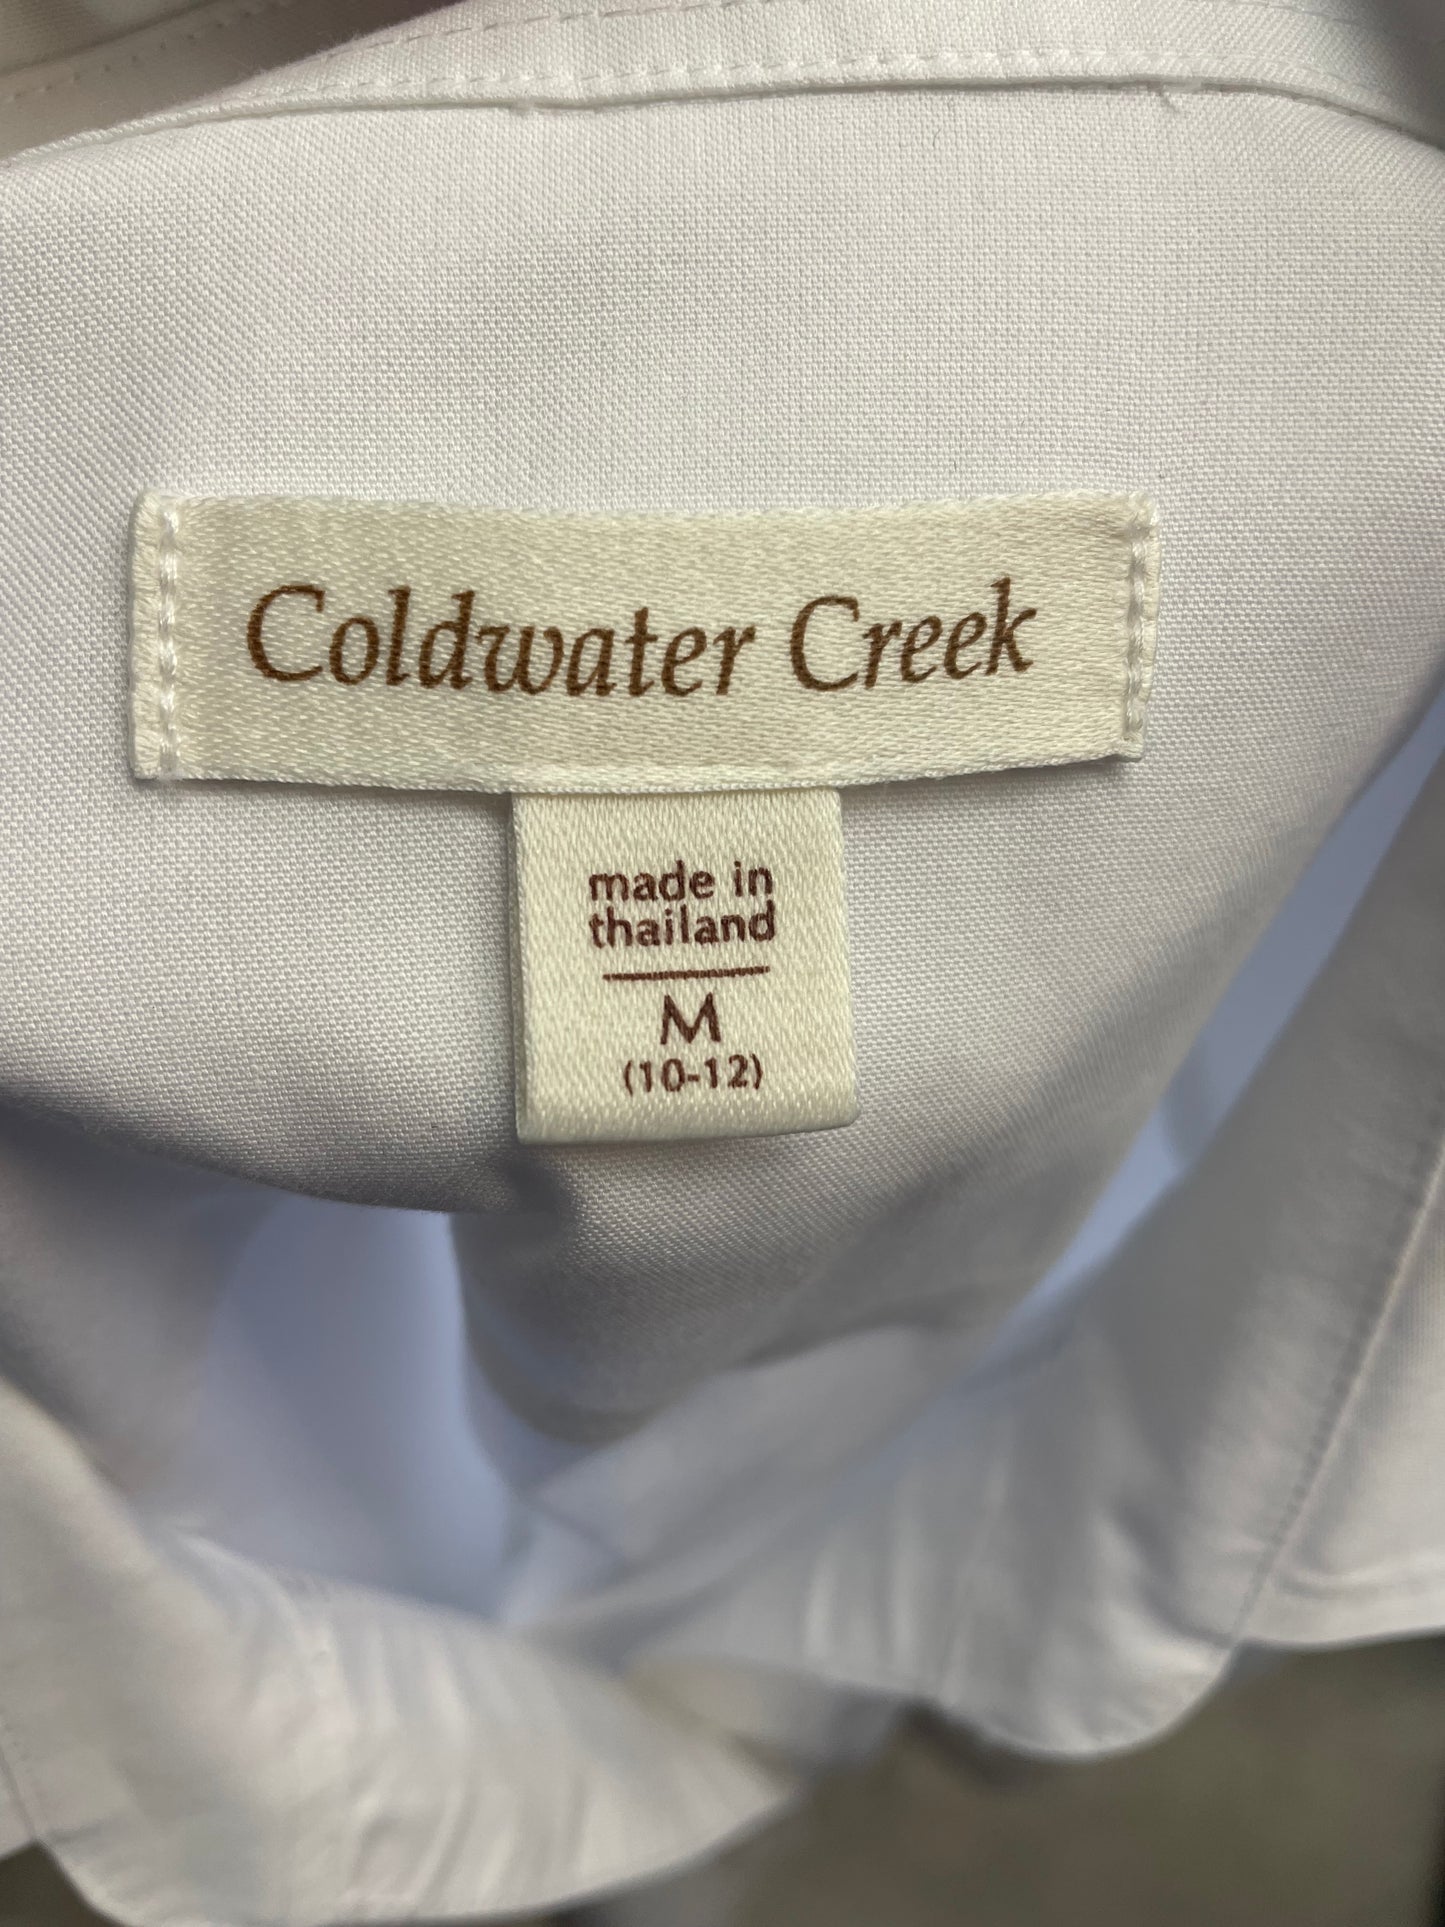 Coldwater Creek
made in
thailand
M
(10-12)